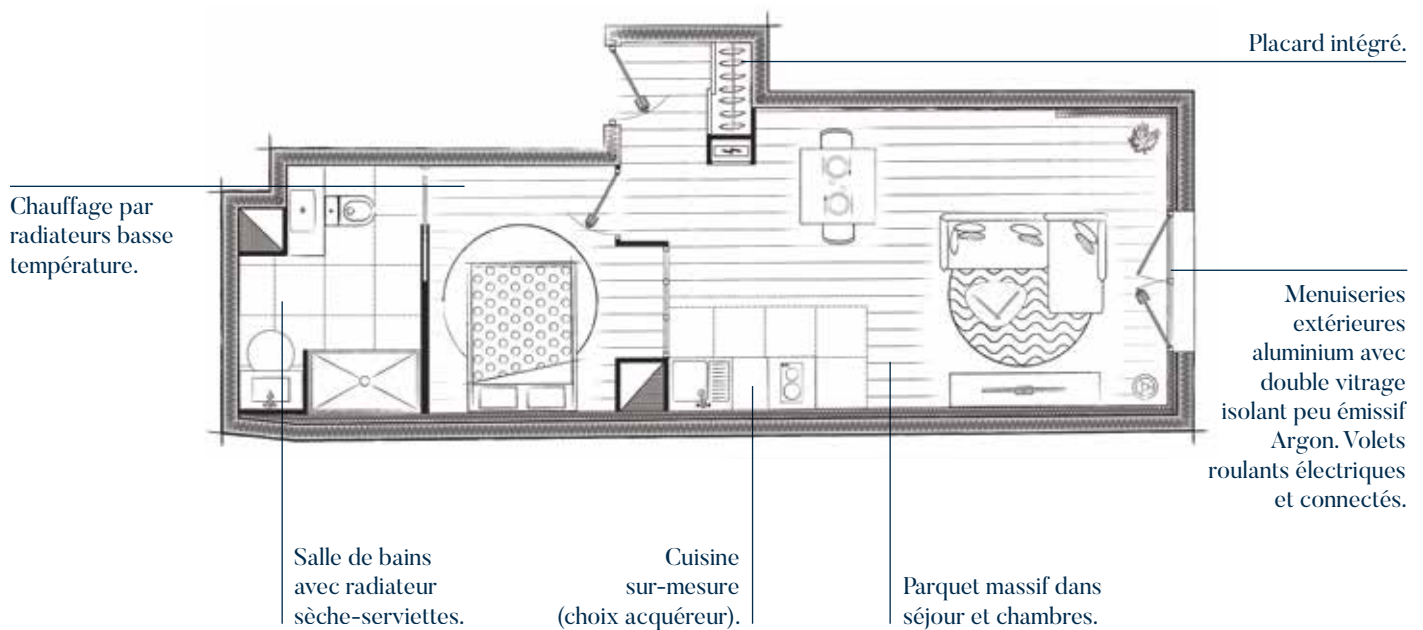 Placard intégré.
Chauffage par
radiateurs basse
température.
Menuiseries
extérieures
aluminium avec
double vitrage
isolant peu émissif
Argon. Volets
roulants électriques
et connectés.
Salle de bains
avec radiateur
sèche-serviettes.
Cuisine
sur-mesure
(choix acquéreur).
Parquet massif dans
séjour et chambres.